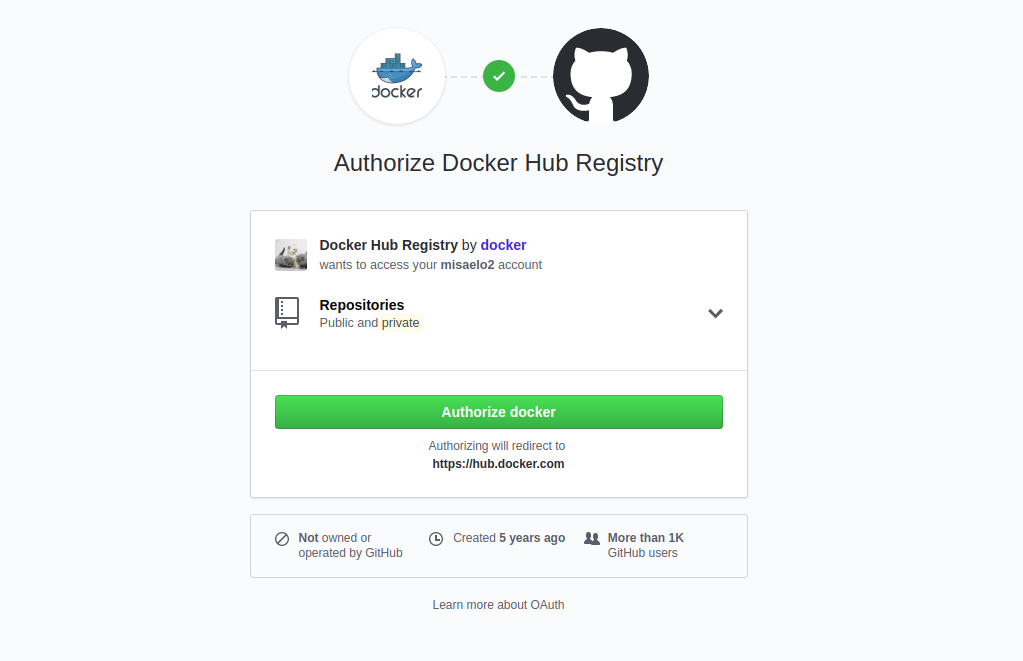 docker
Authorize Docker Hub Registry
Docker Hub Registry by docker
wants to access your misaelo2 account
Repositories
Public and private
Authorize docker
Authorizing will redirect to
https://hub.docker.com
Not owned or
operated by GitHub
Created 5 years ago
More than 1K
GitHub users
Learn more about OAuth